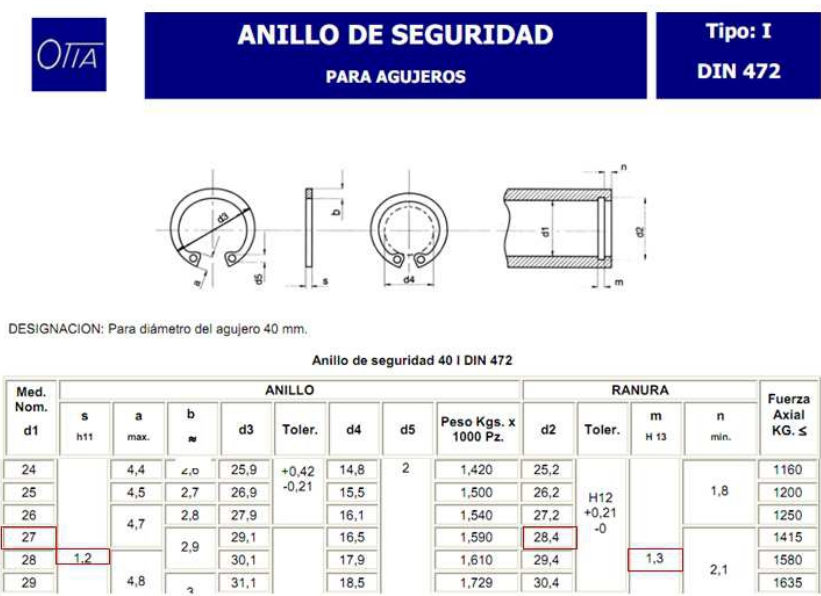 OTIA
ANILLO DE SEGURIDAD
PARA AGUJEROS
Tipo: I
DIN 472
n
d3
b
d1
d2
a
d5
s
d4
m
DESIGNACION: Para diámetro del agujero 40 mm.
Anillo de seguridad 40 I DIN 472
Med. Nom. d1 ANILLO RANURA Fuerza Axial KG. ≤
s h11 a max. b ≈ d3 Toler. d4 d5 Peso Kgs. x 1000 Pz. d2 Toler. m H 13 n min.
24 4,4 2,6 25,9 +0,42 -0,21 14,8 2 1,420 25,2 1160
25 4,5 2,7 26,9 15,5 1,500 26,2 H12 +0,21 -0 1,8 1200
26 4,7 2,8 27,9 16,1 1,540 27,2 1250
27 2,9 29,1 16,5 1,590 28,4 1415
28 1,2 30,1 17,9 1,610 29,4 1,3 2,1 1580
29 4,8 3 31,1 18,5 1,729 30,4 1635